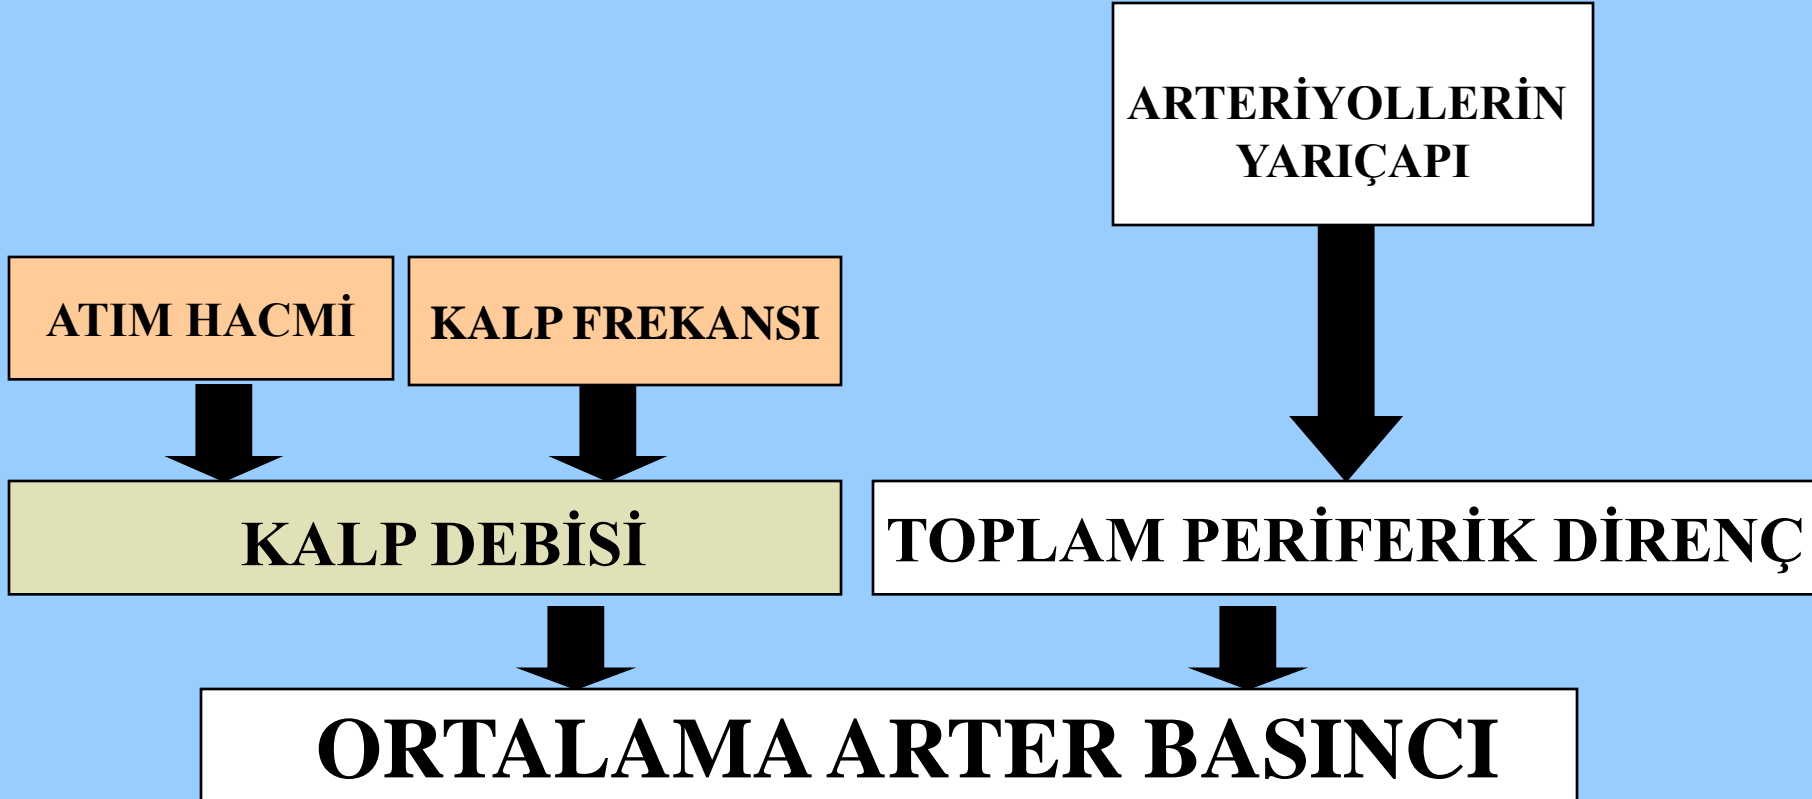 ARTERİYOLLERİN
YARIÇAPI
ATIM HACMİ
KALP FREKANSI
KALP DEBİSİ
TOPLAM PERİFERİK DİRENÇ
ORTALAMA ARTER BASINCI